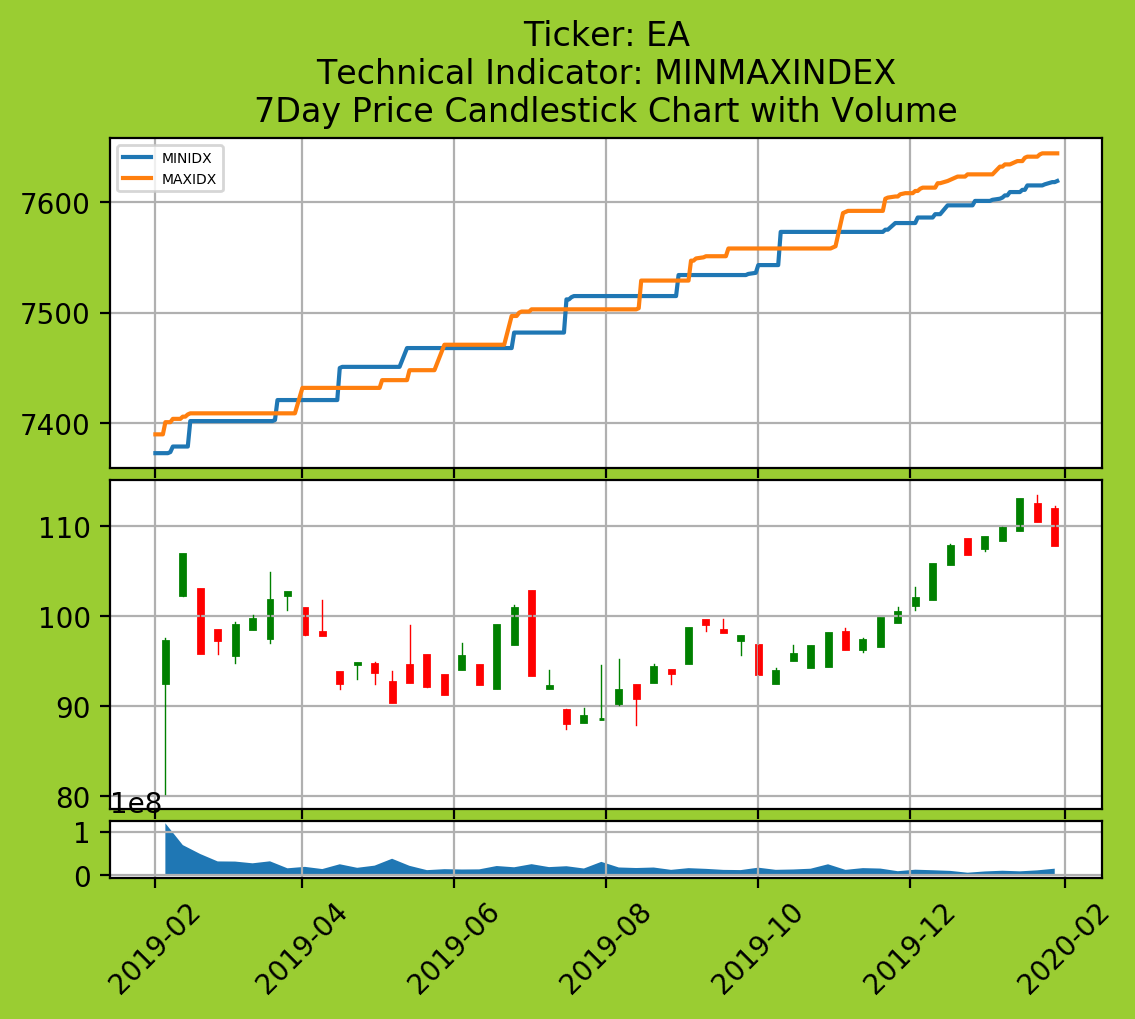 Ticker: EA
Technical Indicator: MINMAXINDEX
7Day Price Candlestick Chart with Volume
MINIDX
MAXIDX
7600
7500
7400
110
100
90
80
1e8
1
0
2019-02
2019-04
2019-06
2019-08
2019-10
2019-12
2020-02